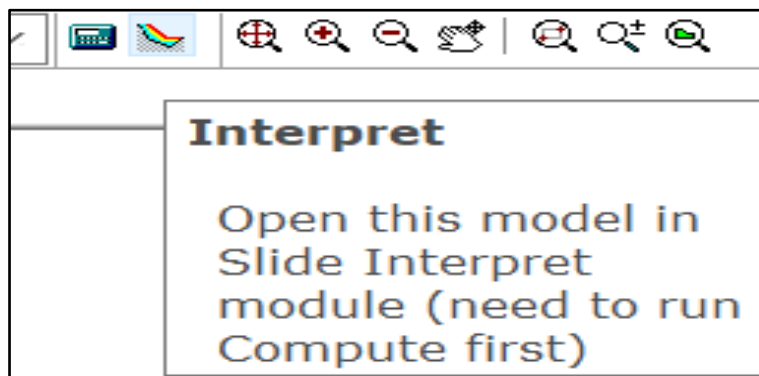 Interpret
Open this model in
Slide Interpret
module (need to run
Compute first)